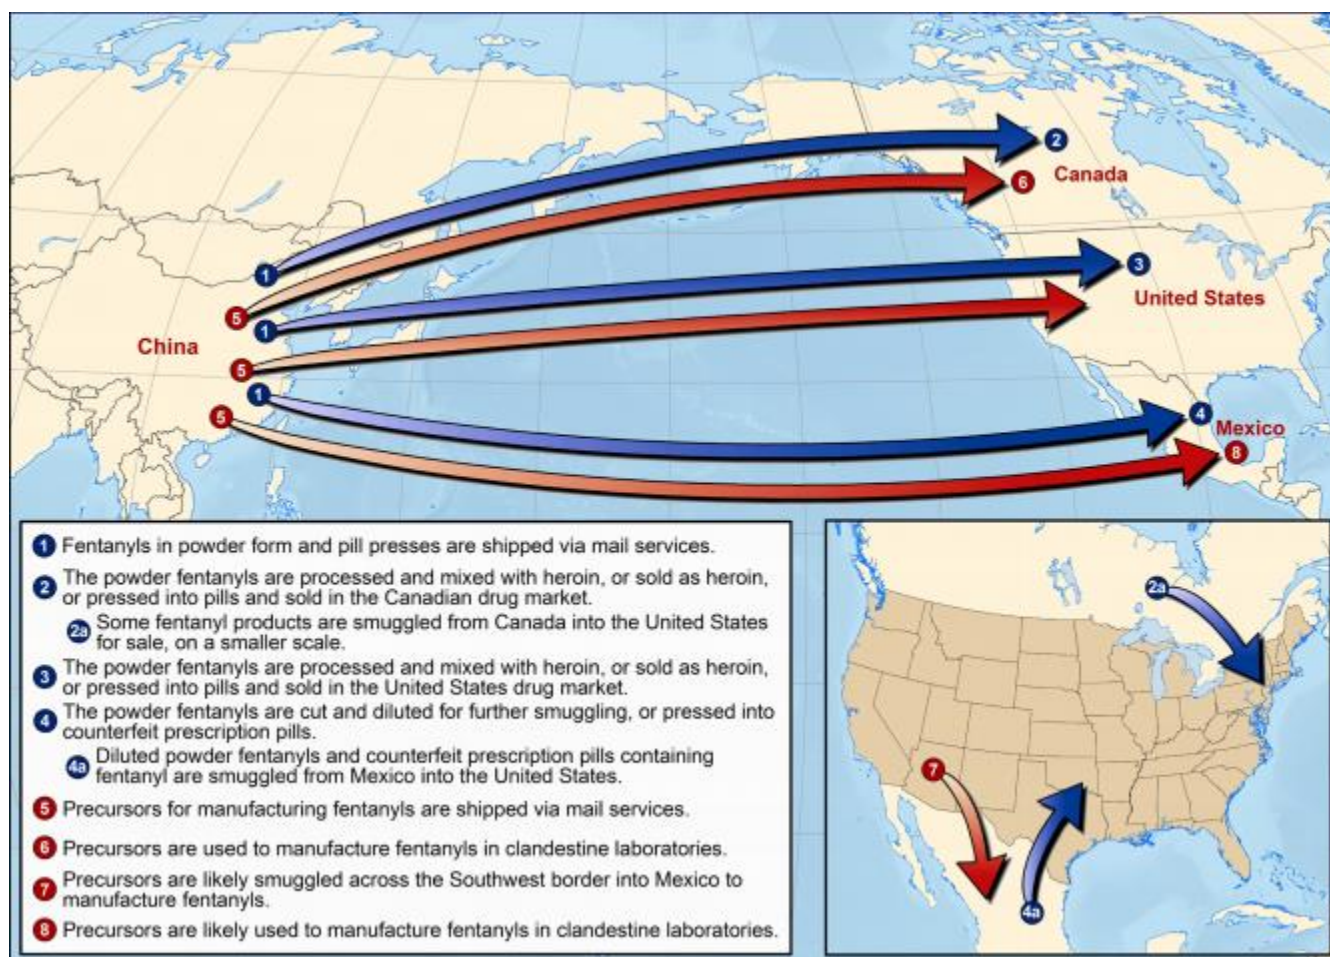 2
6
Canada
1
3
5
1
United States
China
5
1
5
4
Mexico
8
1 Fentanyls in powder form and pill presses are shipped via mail services.
2 The powder fentanyls are processed and mixed with heroin, or sold as heroin,
or pressed into pills and sold in the Canadian drug market.
2a Some fentanyl products are smuggled from Canada into the United States
for sale, on a smaller scale.
3 The powder fentanyls are processed and mixed with heroin, or sold as heroin,
or pressed into pills and sold in the United States drug market.
4 The powder fentanyls are cut and diluted for further smuggling, or pressed into
counterfeit prescription pills.
4a Diluted powder fentanyls and counterfeit prescription pills containing
fentanyl are smuggled from Mexico into the United States.
5 Precursors for manufacturing fentanyls are shipped via mail services.
6 Precursors are used to manufacture fentanyls in clandestine laboratories.
7 Precursors are likely smuggled across the Southwest border into Mexico to
manufacture fentanyls.
8 Precursors are likely used to manufacture fentanyls in clandestine laboratories.
2a
7
4a